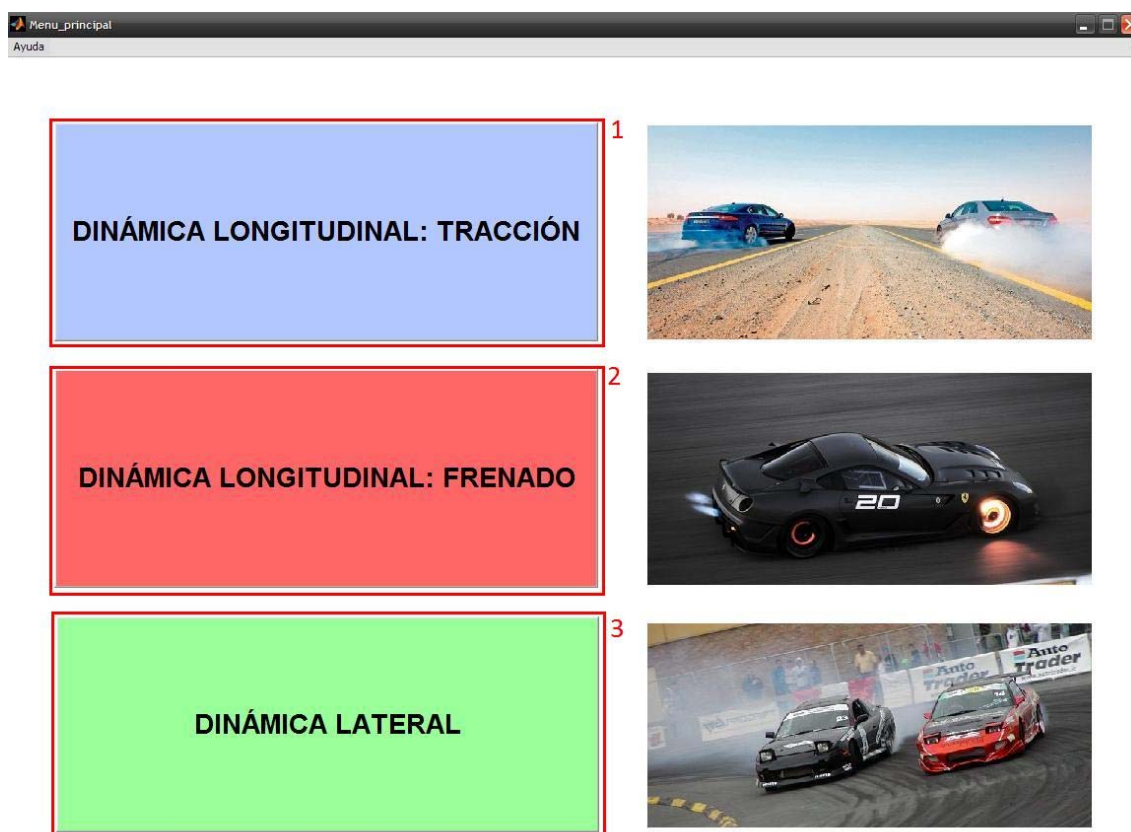 Menu_principal
Ayuda
DINÁMICA LONGITUDINAL: TRACCIÓN
1
DINÁMICA LONGITUDINAL: FRENADO
2
20
DINÁMICA LATERAL
3
Auto
Trader
Auto
Trader